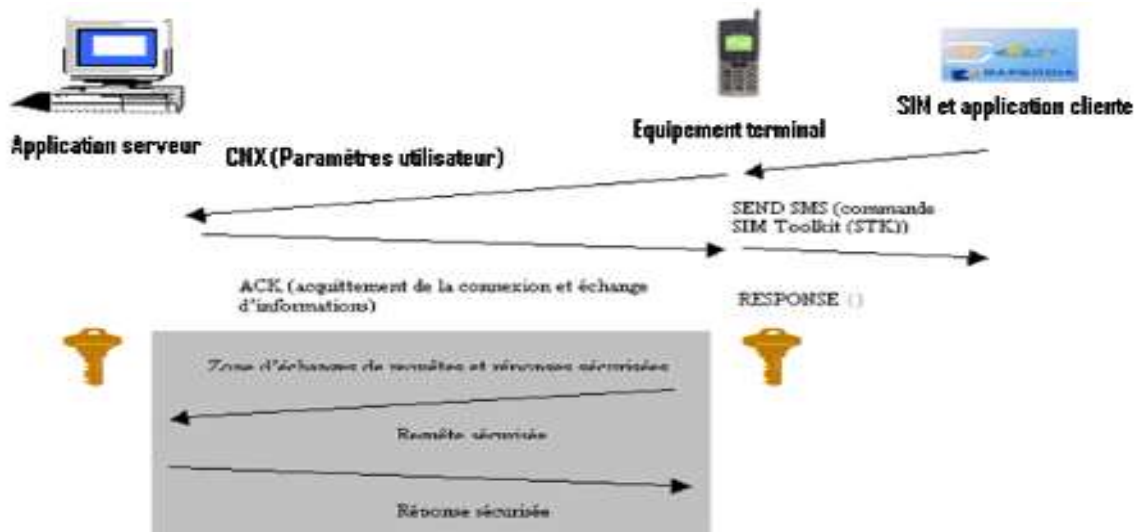 SIM et application cliente
Equipement terminal
Application serveur
CNX (Paramètres utilisateur)
SEND SMS (commande
SIM Toolkit (STK))
ACK (acquittement de la connexion et échange
d'informations)
RESPONSE ()
Zone d'échanges de requêtes et réponses sécurisées
Requête sécurisée
Réponse sécurisée